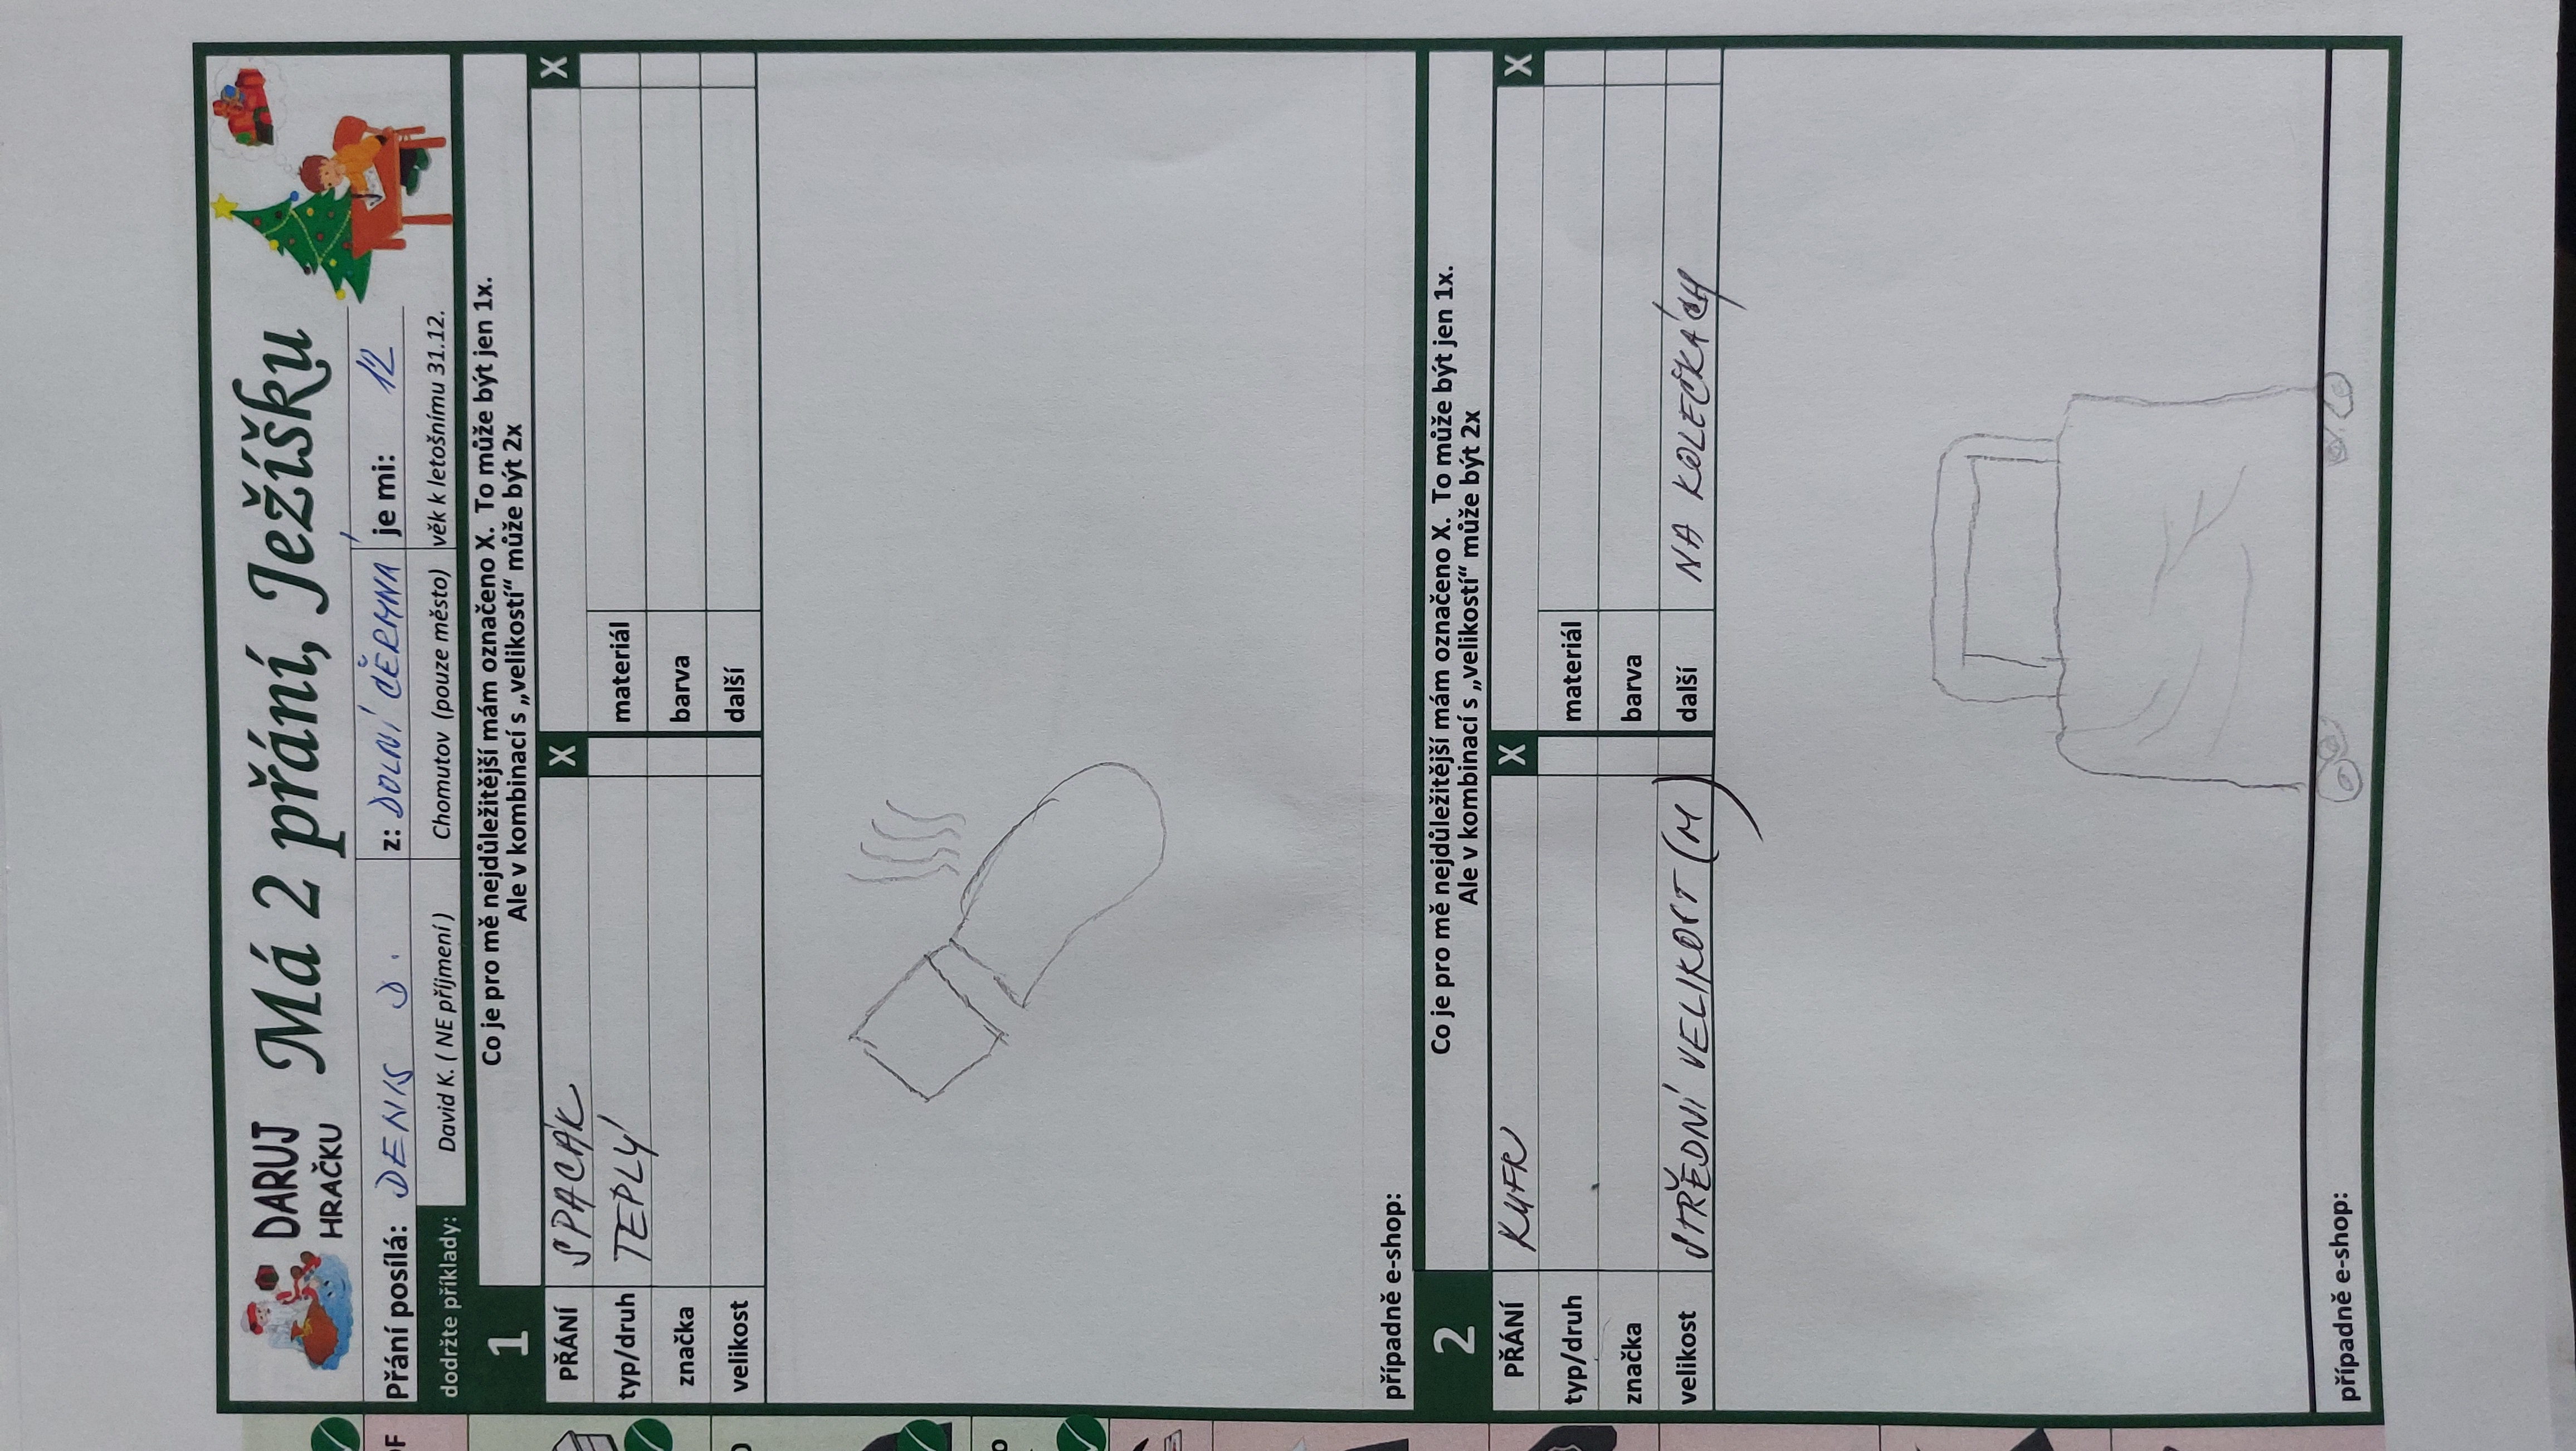 DARUJ
HRAČKU
Má 2 přání, Ježíšku
Přání posílá: DENIS D. z: DOLNÍ ČERMNÁ je mi: 12
dodržte příklady: David K. ( NE příjmení ) Chomutov (pouze město) věk k letošnímu 31.12.
1 Co je pro mě nejdůležitější mám označeno X. To může být jen 1x.
Ale v kombinací s „velikostí“ může být 2x
PŘÁNÍ SPACÁK X X
typ/druh TEPLÝ materiál
značka barva
velikost další
případně e-shop:
2 Co je pro mě nejdůležitější mám označeno X. To může být jen 1x.
Ale v kombinací s „velikostí“ může být 2x
PŘÁNÍ KUFR X X
typ/druh materiál
značka barva
velikost STŘEDNÍ VELIKOST (M) další NA KOLEČKÁCH
případně e-shop: